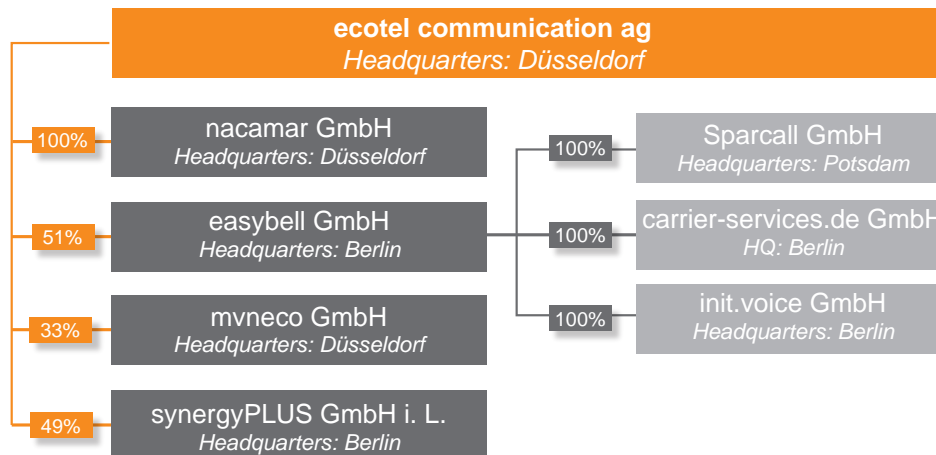 ecotel communication ag
Headquarters: Düsseldorf
100%
nacamar GmbH
Headquarters: Düsseldorf
51%
easybell GmbH
Headquarters: Berlin
33%
mvneco GmbH
Headquarters: Düsseldorf
49%
synergyPLUS GmbH i. L.
Headquarters: Berlin
100%
Sparcall GmbH
Headquarters: Potsdam
100%
carrier-services.de GmbH
HQ: Berlin
100%
init.voice GmbH
Headquarters: Berlin